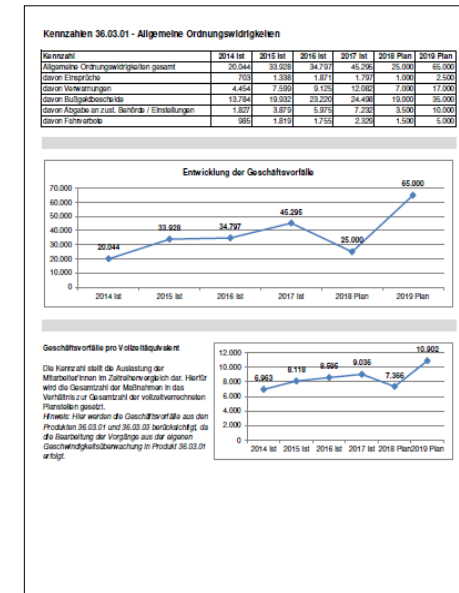 Kennzahlen 36.03.01 - Allgemeine Ordnungswidrigkeiten
Kennzahl 2014 Ist 2015 Ist 2016 Ist 2017 Ist 2018 Plan 2019 Plan
Allgemeine Ordnungswidrigkeiten gesamt 20.044 33.928 34.797 45.295 25.000 65.000
davon Einsprüche 703 1.338 1.871 1.797 1.000 2.500
davon Verwarnungen 4.454 7.599 9.125 12.082 7.000 17.000
davon Bußgeldbescheide 13.784 19.932 23.220 24.498 19.000 35.000
davon Abgabe an zust. Behörde / Einstellungen 1.827 3.879 5.975 7.232 3.500 10.000
davon Fahrverbote 985 1.819 1.755 2.329 1.500 5.000
Entwicklung der Geschäftsvorfälle
70.000
60.000
50.000
40.000
30.000
20.000
10.000
0
20.044 33.928 34.797 45.295 25.000 65.000
2014 Ist 2015 Ist 2016 Ist 2017 Ist 2018 Plan 2019 Plan
Geschäftsvorfälle pro Vollzeitäquivalent
Die Kennzahl stellt die Auslastung der
Mitarbeiter/innen im Zeitreihenvergleich dar. Hierfür
wird die Gesamtzahl der Maßnahmen in das
Verhältnis zur Gesamtzahl der vollzeitverrechneten
Planstellen gesetzt.
Hinweis: Hier werden die Geschäftsvorfälle aus den
Produkten 36.03.01 und 36.03.03 berücksichtigt, da
die Bearbeitung der Vorgänge aus der eigenen
Geschwindigkeitsüberwachung in Produkt 36.03.01
erfolgt.
12.000
10.000
8.000
6.000
4.000
2.000
0
6.963 8.118 8.595 9.036 7.366 10.902
2014 Ist 2015 Ist 2016 Ist 2017 Ist 2018 Plan 2019 Plan